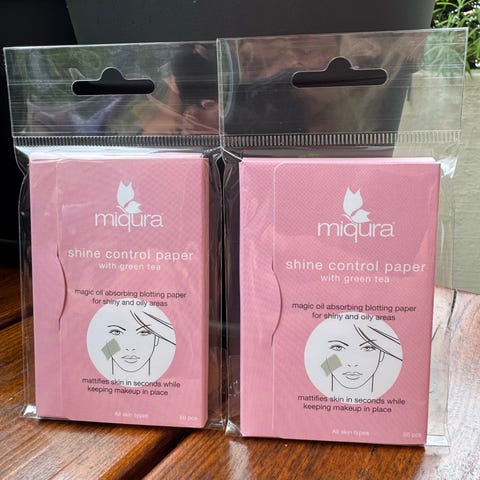 miqura
shine control paper
with green tea
magic oil absorbing blotting paper
for shiny and oily areas
mattifies skin in seconds while
keeping makeup in place
All skin types
miqura™
shine control paper
with green tea
magic oil absorbing blotting paper
for shiny and oily areas
mattifies skin in seconds while
keeping makeup in place
All skin types